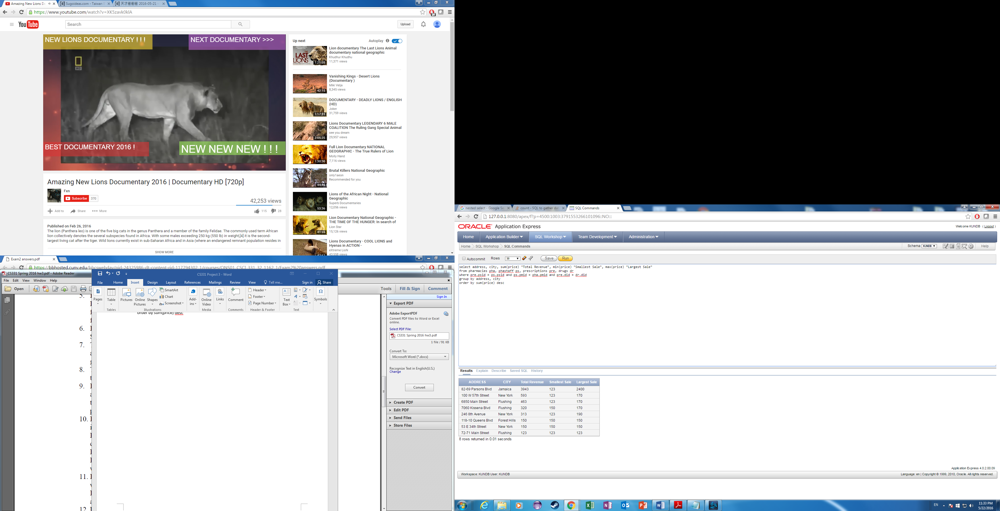 Amazing New Lions Do
Sugoideas.com - Taiwan
天才衝衝衝 2016-05-21 -
https://www.youtube.com/watch?v=XK5zavk0klA
25
YouTube
Search
Upload
NEW LIONS DOCUMENTARY ! ! !
NEXT DOCUMENTARY >>>
HD
BEST DOCUMENTARY 2016 !
NEW NEW NEW ! ! !
Amazing New Lions Documentary 2016 | Documentary HD [720p]
Fxn
Subscribe 370
42,253 views
Add to Share More
115 28
Published on Feb 26, 2016
The lion (Panthera leo) is one of the five big cats in the genus Panthera and a member of the family Felidae. The commonly used term African
lion collectively denotes the several subspecies found in Africa. With some males exceeding 250 kg (550 lb) in weight,[4] it is the second-
largest living cat after the tiger. Wild lions currently exist in sub-Saharan Africa and in Asia (where an endangered remnant population resides in
SHOW MORE
Up next Autoplay
THE LAST LIONS
1:21:05
Lion documentary The Last Lions Animal
documentary national geographic
Khudhur Khudhu
11,371 views
42:15
Vanishing Kings - Desert Lions
(Documentary )
Miki Velja
8,345 views
1:17:31
DOCUMENTARY - DEADLY LIONS / ENGLISH
(HD)
Joker
31,759 views
2:05:25
Lions Documentary LEGENDARY 6 MALE
COALITION The Ruling Gang Special Animal
see you dream
29,957 views
1:30:30
Full Lion Documentary NATIONAL
GEOGRAPHIC - The True Rulers of Lion
Molly Hand
7,116 views
44:46
Brutal Killers National Geographic
only1aeon
Recommended for you
53:36
Lions of the African Night - National
Geographic
Superb Documentaries
12,056 views
41:55
Lion Documentary National Geographic -
THE TIME OF THE HUNGER: In search of
Lion Star
15,126 views
47:57
Lions Documentary - COOL LIONS and
Hyenas in ACTION -
eXtreme LioN
43,558 views
Exam2 answers.pdf
https://bbhosted.cuny.edu/bbcswebdav/pid-24325986-dt-content-rid-117794302_1/courses/QNS01_CSCI_331_32_1162_1/Exam2%20answers.pdf
CS331 Spring 2016 hw3.pdf - Adobe Reader
File Edit View Window Help
Open
Tools Fill & Sign Comment
5.
6.
7.
8.
9.
10.
11.
12
CS331 Project 3 - Word
File Home Insert Design Layout References Mailings Review View Tell me... Sign in Share
Pages
Table
Tables
Pictures
Online Pictures
Shapes
SmartArt
Chart
Screenshot
Illustrations
Add-ins
Online Video
Media
Links
Comment
Comments
Header
Footer
Page Number
Header & Footer
Text Box
Text
Symbols
order by sum(price) desc
Sign In
Export PDF
Adobe ExportPDF
Convert PDF files to Word or Excel
online.
Select PDF File:
CS331 Spring 2016 hw3.pdf
1 file / 91 KB
Convert To:
Microsoft Word (*.docx)
Recognize Text in English(U.S.)
Change
Convert
Create PDF
Edit PDF
Send Files
Store Files
nested select - Google Se
count - SQL to gather dat
SQL Commands
127.0.0.1:8080/apex/f?p=4500:1003:3791553266101096::NO:::
ORACLE Application Express
Welcome KUNDB ( Logout )
Home Application Builder SQL Workshop Team Development Administration
Home SQL Workshop SQL Commands
Schema KUNDB Help
Autocommit Rows 30 Save Run
select address, city, sum(price) "Total Revenue", min(price) "Smallest Sale", max(price) "Largest Sale"
from pharmacies pha, phastaff ps, prescriptions pre, drugs dr
where pre.psid = ps.psid and ps.pmid = pha.pmid and pre.did = dr.did
group by address, city
order by sum(price) desc
Results Explain Describe Saved SQL History
ADDRESS CITY Total Revenue Smallest Sale Largest Sale
82-69 Parsons Blvd Jamaica 3943 123 2400
100 W 57th Street New York 593 123 170
6850 Main Street Flushing 463 123 170
7060 Kissena Blvd Flushing 320 150 170
246 8th Avenue New York 313 123 190
118-10 Queens Blvd Forest Hills 150 150 150
53 E 34th Street New York 150 150 150
72-71 Main Street Flushing 123 123 123
8 rows returned in 0.01 seconds
Application Express 4.0.2.00.09
Workspace: KUNDB User: KUNDB
Language: en | Copyright © 1999, 2010, Oracle. All rights reserved.
EN
11:33 PM
5/22/2016